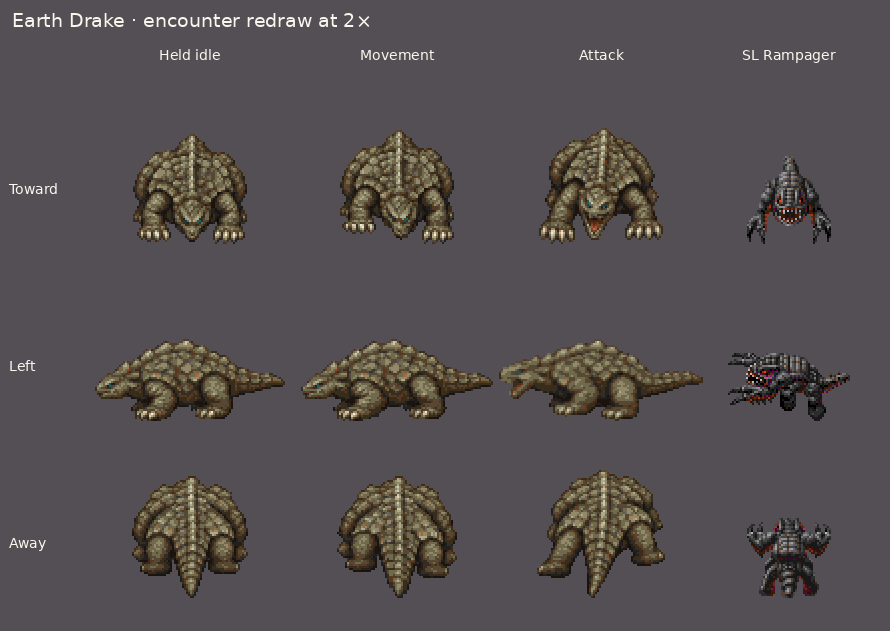 Earth Drake · encounter redraw at 2×
Held idle Movement Attack SL Rampager
Toward
Left
Away